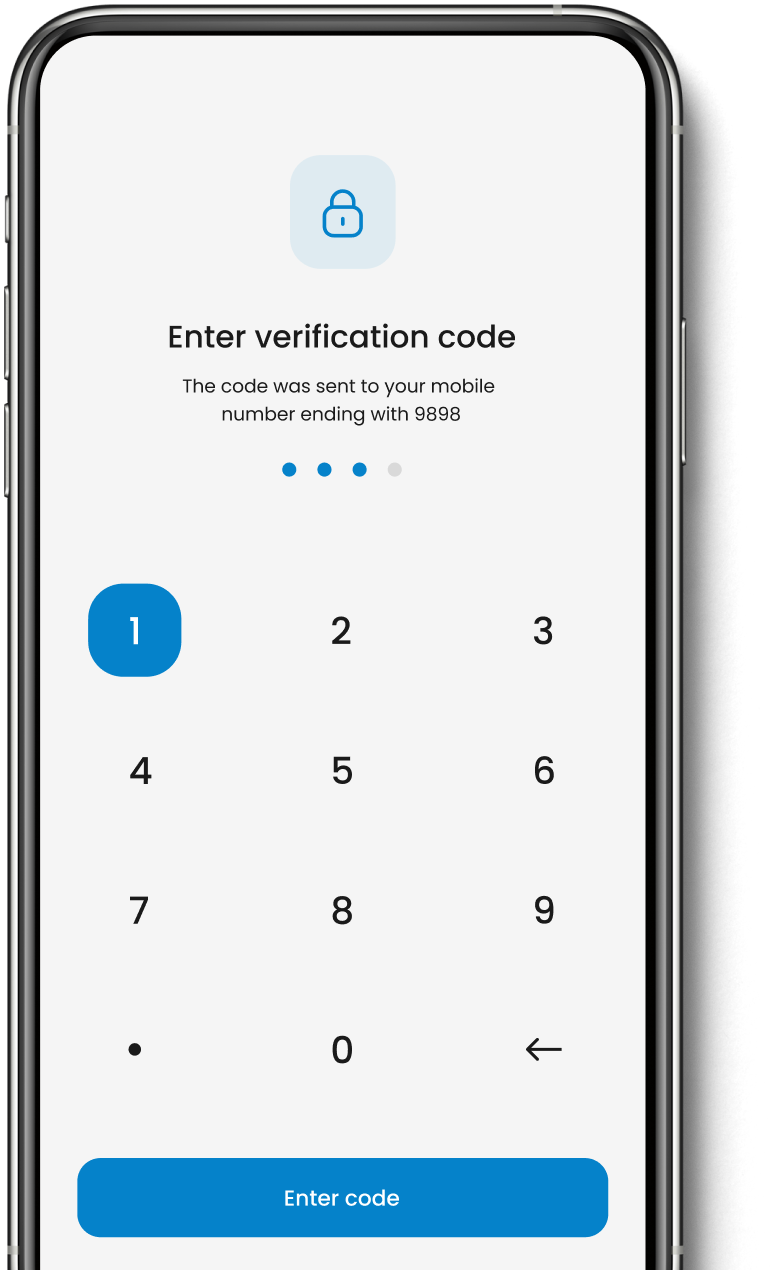 Enter verification code
The code was sent to your mobile
number ending with 9898
1 2 3
4 5 6
7 8 9
0
Enter code